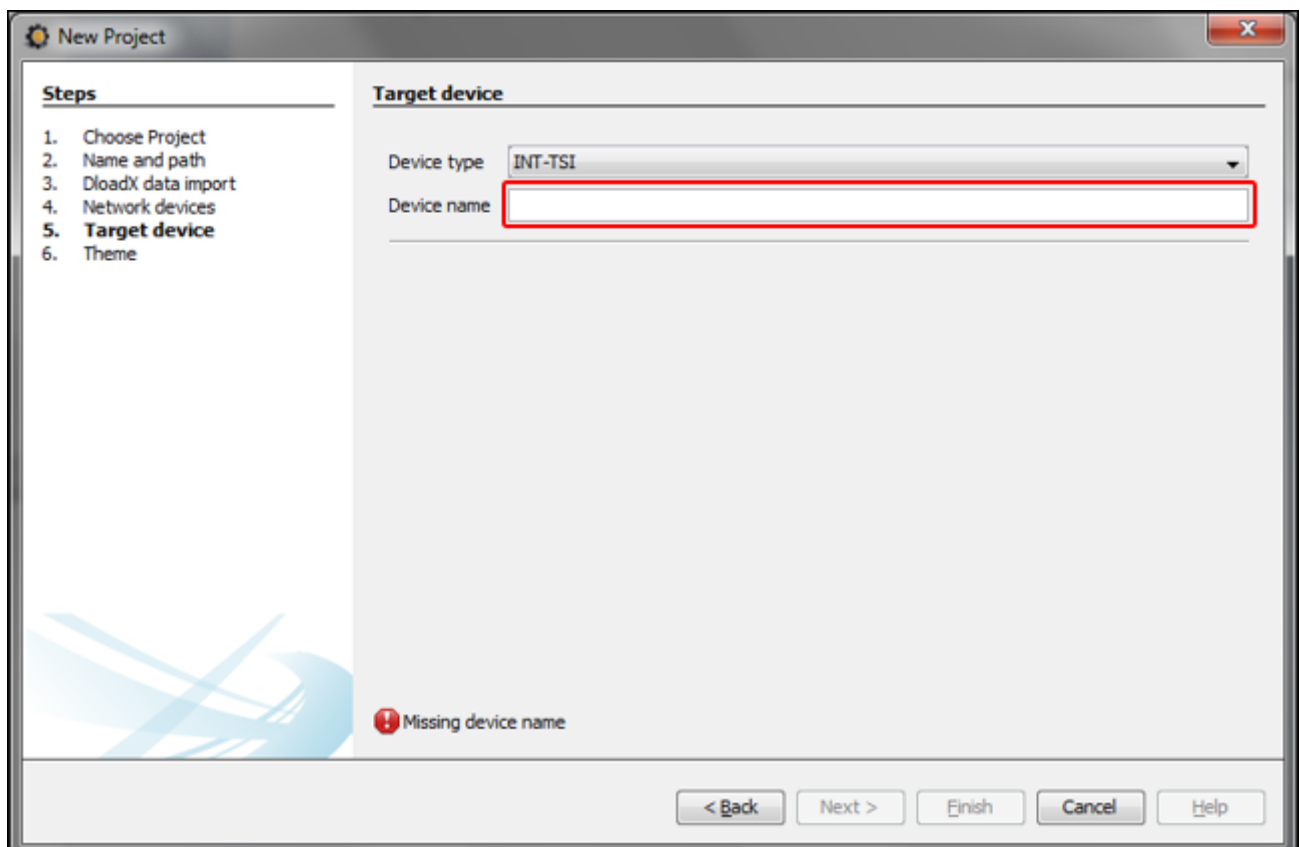 New Project
Steps
1. Choose Project
2. Name and path
3. DloadX data import
4. Network devices
5. Target device
6. Theme
Target device
Device type INT-TSI
Device name
Missing device name
< Back Next > Finish Cancel Help